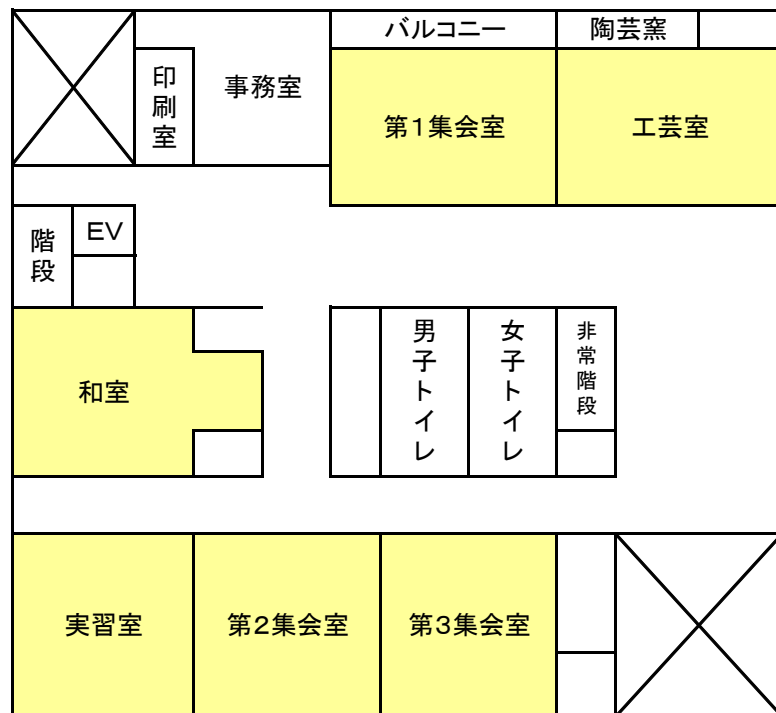 バルコニー
陶芸窯
印刷室
事務室
第1集会室
工芸室
階段
EV
和室
男子トイレ
女子トイレ
非常階段
実習室
第2集会室
第3集会室